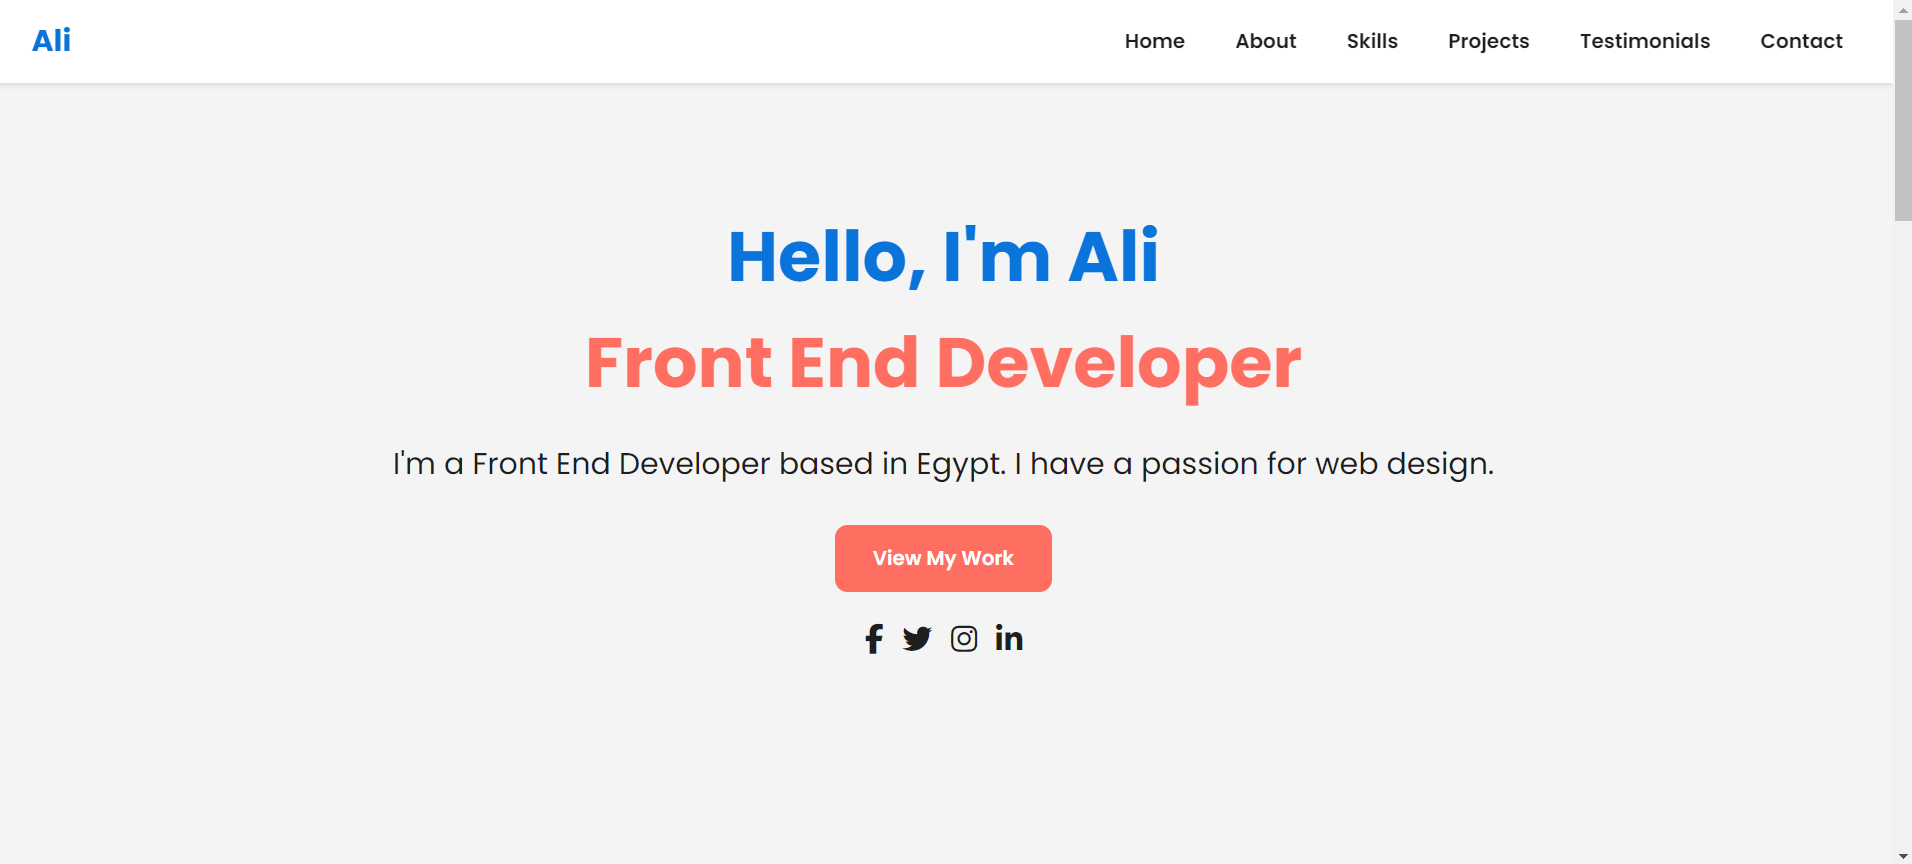 Ali
Home About Skills Projects Testimonials Contact
Hello, I'm Ali
Front End Developer
I'm a Front End Developer based in Egypt. I have a passion for web design.
View My Work